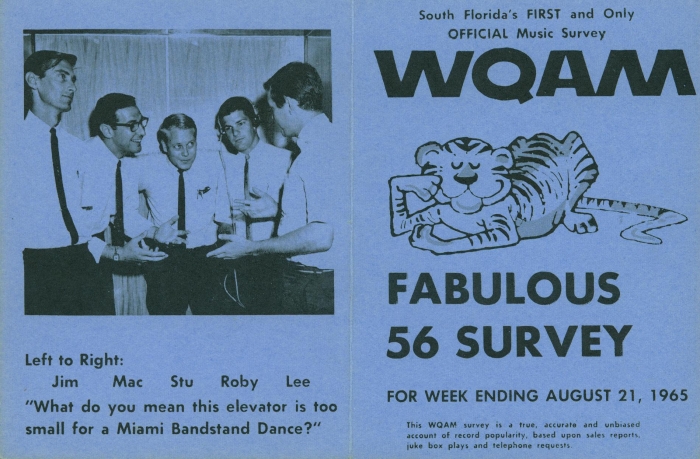 Left to Right:
Jim Mac Stu Roby Lee
"What do you mean this elevator is too
small for a Miami Bandstand Dance?"
South Florida's FIRST and Only
OFFICIAL Music Survey
WQAM
FABULOUS
56 SURVEY
FOR WEEK ENDING AUGUST 21, 1965
This WQAM survey is a true, accurate and unbiased
account of record popularity, based upon sales reports,
juke box plays and telephone requests.